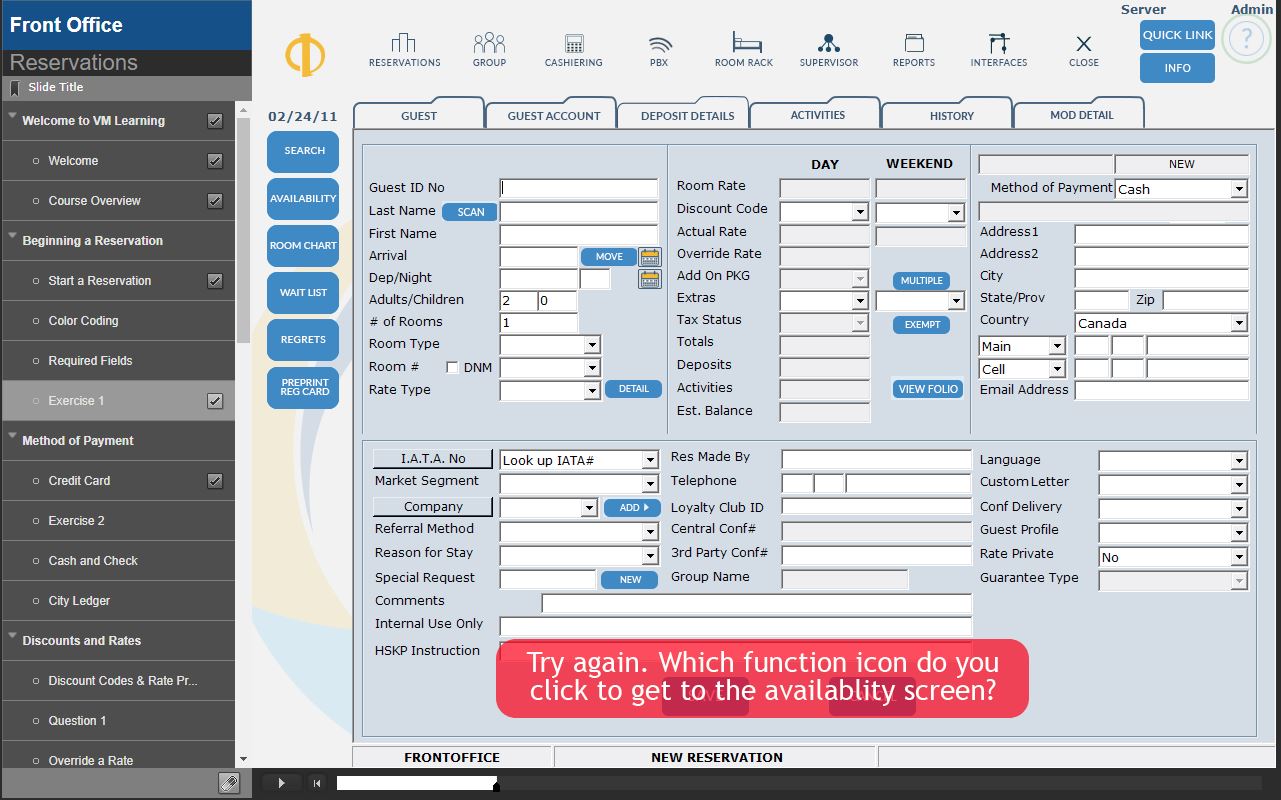 Front Office
Reservations
Slide Title
Welcome to VM Learning
Welcome
Course Overview
Beginning a Reservation
Start a Reservation
Color Coding
Required Fields
Exercise 1
Method of Payment
Credit Card
Exercise 2
Cash and Check
City Ledger
Discounts and Rates
Discount Codes & Rate Pr...
Question 1
Override a Rate
Server Admin
RESERVATIONS GROUP CASHIERING PBX ROOM RACK SUPERVISOR REPORTS INTERFACES CLOSE
QUICK LINK
INFO
?
02/24/11
GUEST GUEST ACCOUNT DEPOSIT DETAILS ACTIVITIES HISTORY MOD DETAIL
SEARCH
AVAILABILITY
ROOM CHART
WAIT LIST
REGRETS
PREPRINT
REG CARD
Guest ID No
Last Name SCAN
First Name
Arrival MOVE
Dep/Night
Adults/Children 2 0
# of Rooms 1
Room Type
Room # DNM
Rate Type DETAIL
DAY WEEKEND
Room Rate
Discount Code
Actual Rate
Override Rate
Add On PKG MULTIPLE
Extras
Tax Status EXEMPT
Totals
Deposits
Activities VIEW FOLIO
Est. Balance
NEW
Method of Payment Cash
Address1
Address2
City
State/Prov Zip
Country Canada
Main
Cell
Email Address
I.A.T.A. No Look up IATA#
Market Segment
Company ADD
Referral Method
Reason for Stay
Special Request NEW
Comments
Internal Use Only
HSKP Instruction
Res Made By
Telephone
Loyalty Club ID
Central Conf#
3rd Party Conf#
Group Name
Language
Custom Letter
Conf Delivery
Guest Profile
Rate Private No
Guarantee Type
Try again. Which function icon do you
click to get to the availablity screen?
FRONTOFFICE NEW RESERVATION